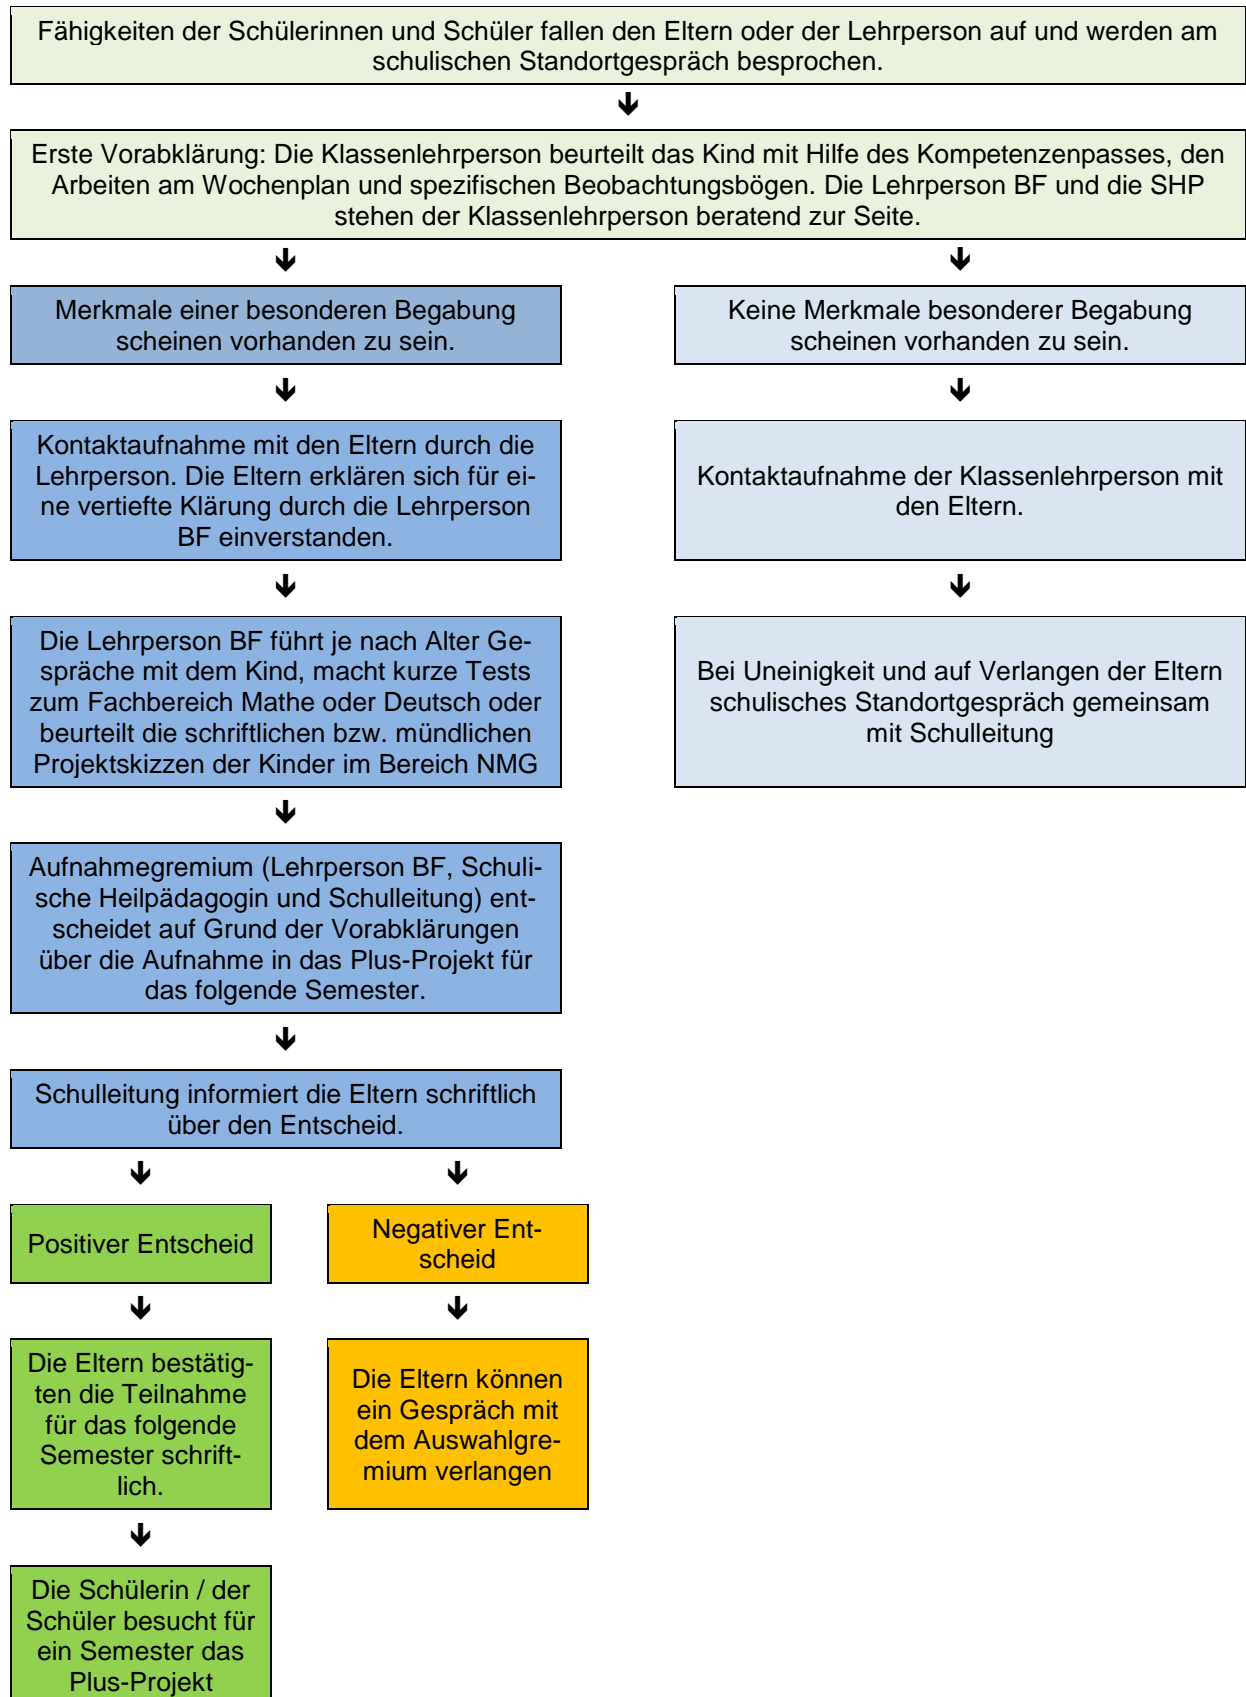 Fähigkeiten der Schülerinnen und Schüler fallen den Eltern oder der Lehrperson auf und werden am
schulischen Standortgespräch besprochen.
Erste Vorabklärung: Die Klassenlehrperson beurteilt das Kind mit Hilfe des Kompetenzenpasses, den
Arbeiten am Wochenplan und spezifischen Beobachtungsbögen. Die Lehrperson BF und die SHP
stehen der Klassenlehrperson beratend zur Seite.
Merkmale einer besonderen Begabung
scheinen vorhanden zu sein.
Keine Merkmale besonderer Begabung
scheinen vorhanden zu sein.
Kontaktaufnahme mit den Eltern durch die
Lehrperson. Die Eltern erklären sich für ei-
ne vertiefte Klärung durch die Lehrperson
BF einverstanden.
Kontaktaufnahme der Klassenlehrperson mit
den Eltern.
Die Lehrperson BF führt je nach Alter Ge-
spräche mit dem Kind, macht kurze Tests
zum Fachbereich Mathe oder Deutsch oder
beurteilt die schriftlichen bzw. mündlichen
Projektskizzen der Kinder im Bereich NMG
Bei Uneinigkeit und auf Verlangen der Eltern
schulisches Standortgespräch gemeinsam
mit Schulleitung
Aufnahmegremium (Lehrperson BF, Schuli-
sche Heilpädagogin und Schulleitung) ent-
scheidet auf Grund der Vorabklärungen
über die Aufnahme in das Plus-Projekt für
das folgende Semester.
Schulleitung informiert die Eltern schriftlich
über den Entscheid.
Positiver Entscheid
Negativer Ent-
scheid
Die Eltern bestätig-
ten die Teilnahme
für das folgende
Semester schrift-
lich.
Die Eltern können
ein Gespräch mit
dem Auswahlgre-
mium verlangen
Die Schülerin / der
Schüler besucht für
ein Semester das
Plus-Projekt